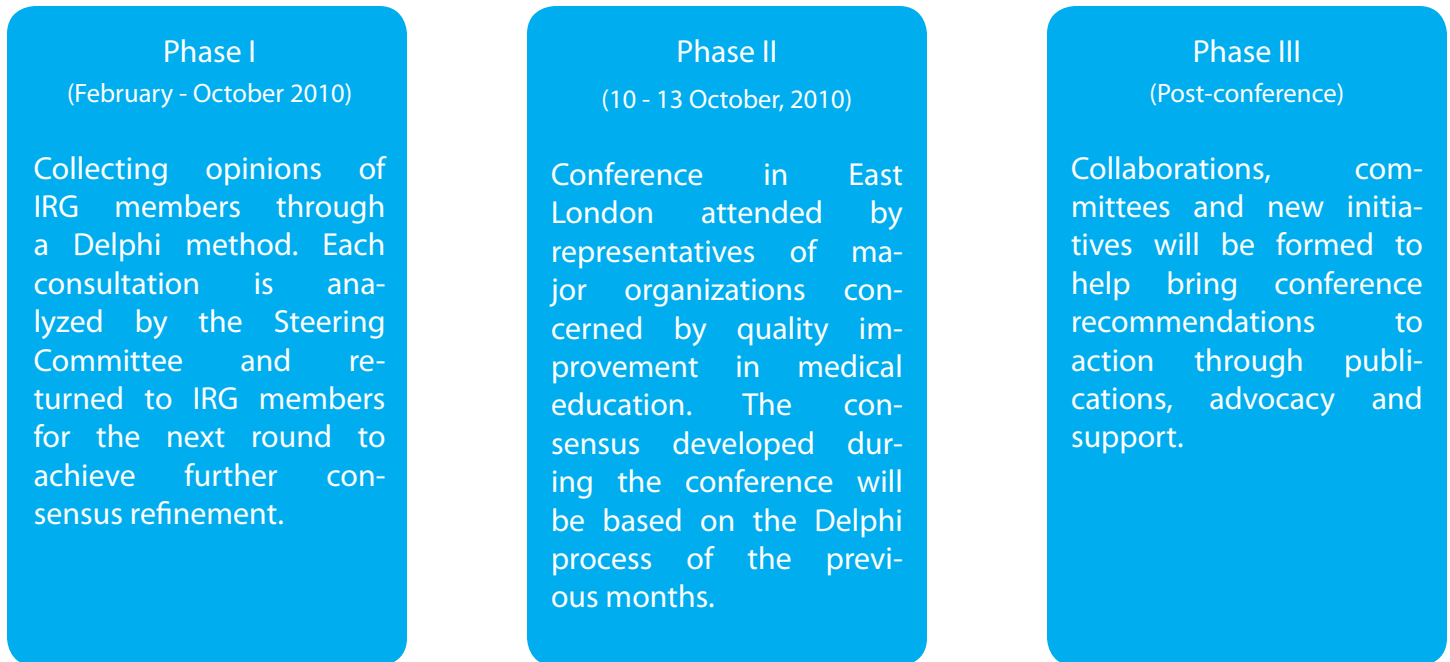 Phase I
(February - October 2010)
Collecting opinions of
IRG members through
a Delphi method. Each
consultation is ana-
lyzed by the Steering
Committee and re-
turned to IRG members
for the next round to
achieve further con-
sensus refinement.
Phase II
(10 - 13 October, 2010)
Conference in East
London attended by
representatives of ma-
jor organizations con-
cerned by quality im-
provement in medical
education. The con-
sensus developed dur-
ing the conference will
be based on the Delphi
process of the previ-
ous months.
Phase III
(Post-conference)
Collaborations, com-
mittees and new initia-
tives will be formed to
help bring conference
recommendations to
action through publi-
cations, advocacy and
support.